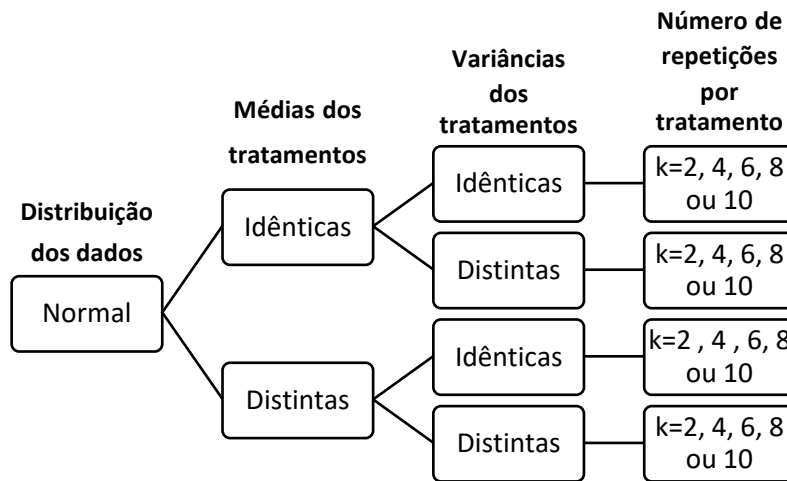 Distribuição
dos dados
Normal
Médias dos
tratamentos
Idênticas
Distintas
Variâncias
dos
tratamentos
Idênticas
Distintas
Idênticas
Distintas
Número de
repetições
por
tratamento
k=2, 4, 6, 8
ou 10
k=2, 4, 6, 8
ou 10
k=2 , 4 , 6, 8
ou 10
k=2, 4, 6, 8
ou 10